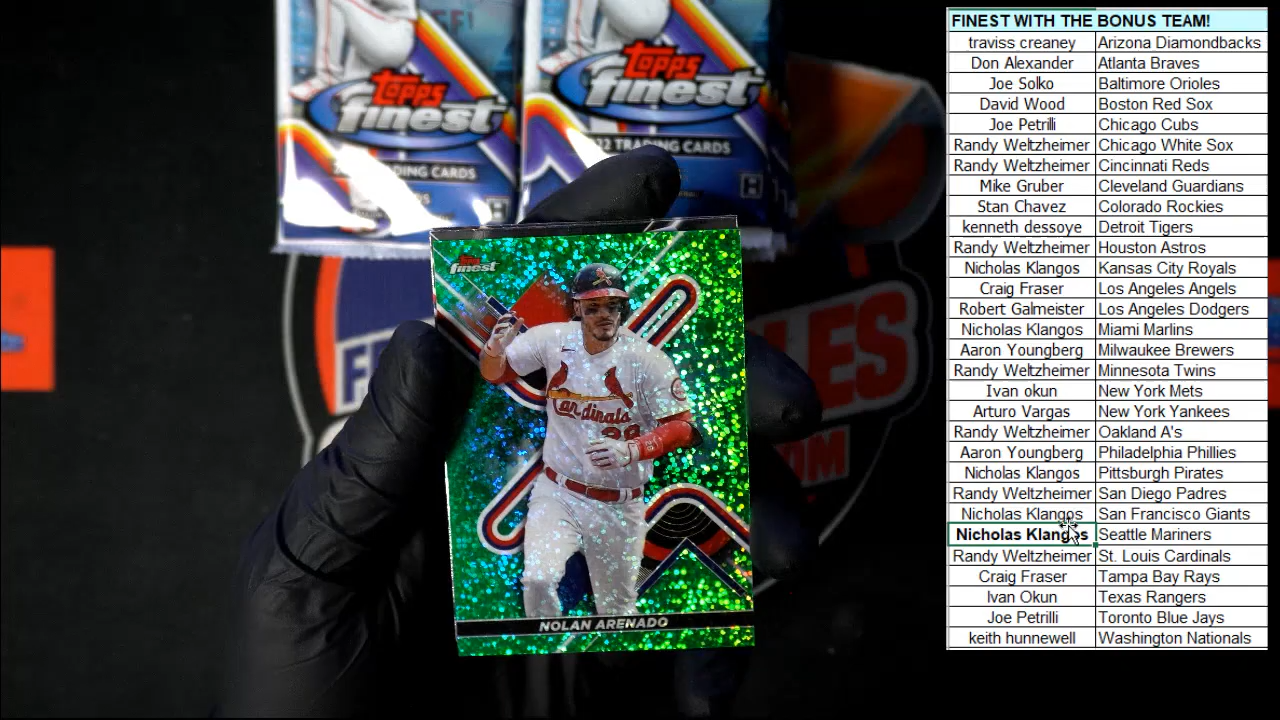 FINEST WITH THE BONUS TEAM!
traviss creaney Arizona Diamondbacks
Don Alexander Atlanta Braves
Joe Solko Baltimore Orioles
David Wood Boston Red Sox
Joe Petrilli Chicago Cubs
Randy Weltzheimer Chicago White Sox
Randy Weltzheimer Cincinnati Reds
Mike Gruber Cleveland Guardians
Stan Chavez Colorado Rockies
kenneth dessoye Detroit Tigers
Randy Weltzheimer Houston Astros
Nicholas Klangos Kansas City Royals
Craig Fraser Los Angeles Angels
Robert Galmeister Los Angeles Dodgers
Nicholas Klangos Miami Marlins
Aaron Youngberg Milwaukee Brewers
Randy Weltzheimer Minnesota Twins
Ivan okun New York Mets
Arturo Vargas New York Yankees
Randy Weltzheimer Oakland A's
Aaron Youngberg Philadelphia Phillies
Nicholas Klangos Pittsburgh Pirates
Randy Weltzheimer San Diego Padres
Nicholas Klangos San Francisco Giants
Nicholas Klangos Seattle Mariners
Randy Weltzheimer St. Louis Cardinals
Craig Fraser Tampa Bay Rays
Ivan Okun Texas Rangers
Joe Petrilli Toronto Blue Jays
keith hunnewell Washington Nationals
Topps
finest
CARDS
H
Topps
finest
22 TRADING CARDS
H
Topps
finest
Cardinals
28
NOLAN ARENADO